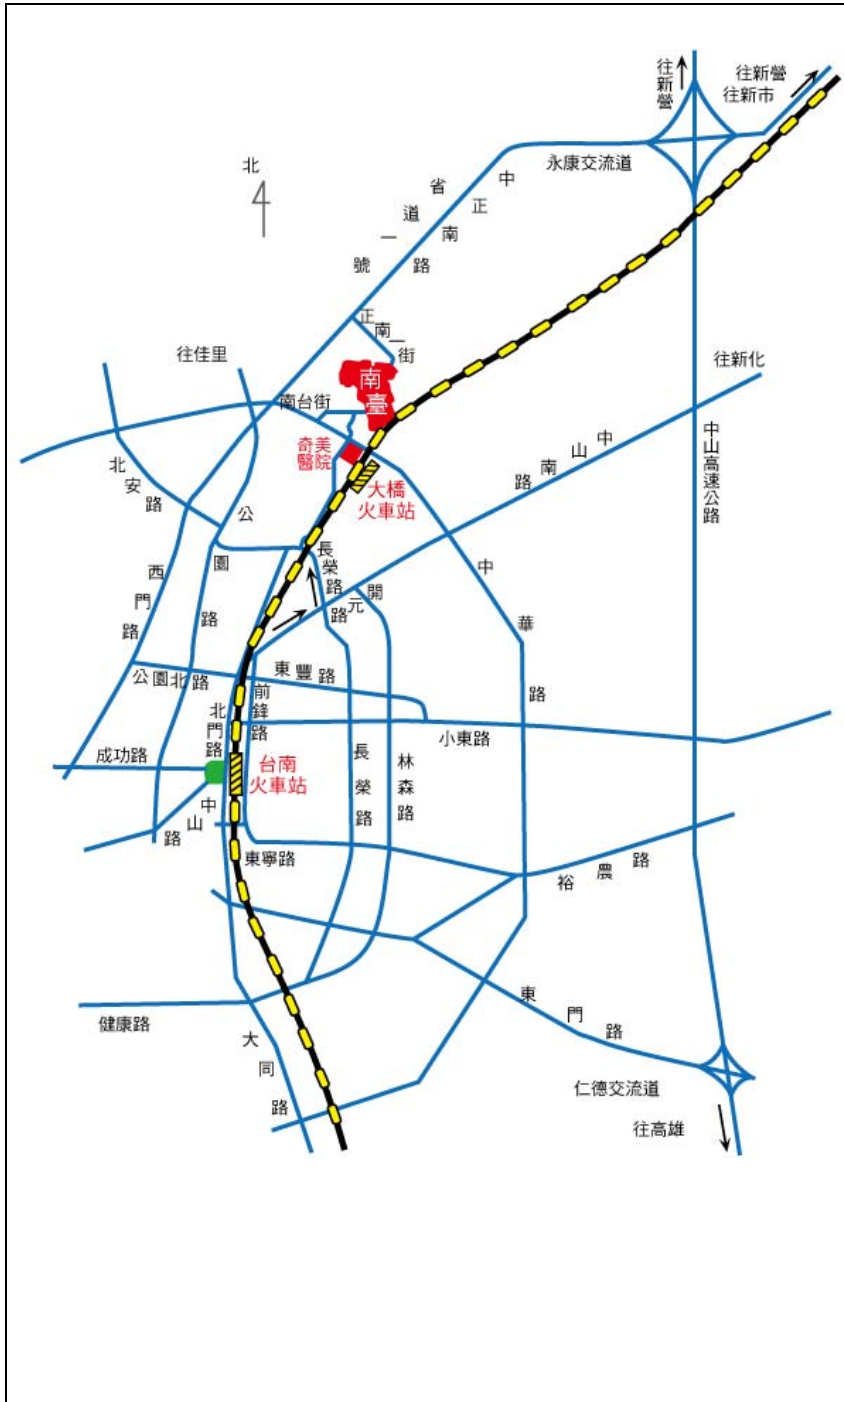 往新營
往新營
往新市
北
永康交流道
省道一號
中正南路
正南一街
往佳里
往新化
南臺
南台街
奇美
醫院
大橋
火車站
中山高速公路
中山南路
北安路
公園路
西門路
長榮路
開元路
中華路
公園北路
東豐路
北門路
前鋒路
小東路
成功路
台南
火車站
長榮路
林森路
中山路
東寧路
裕農路
東門路
健康路
大同路
仁德交流道
往高雄